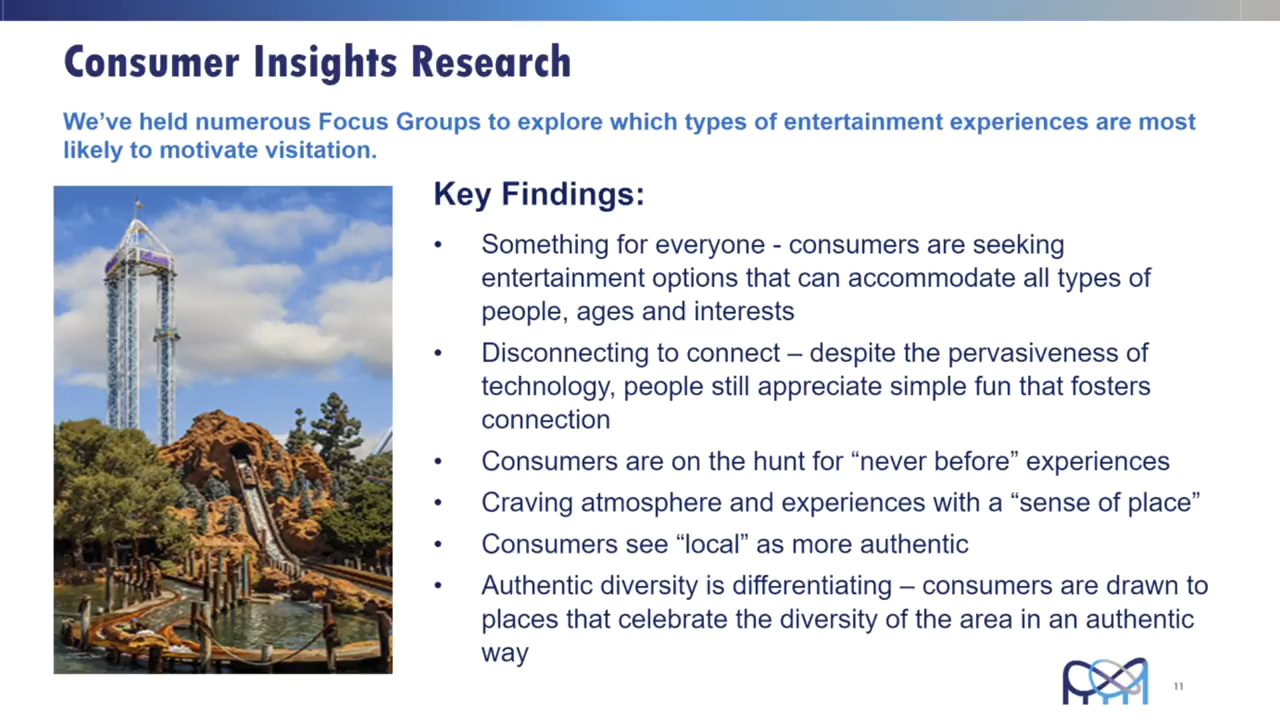 Consumer Insights Research
We’ve held numerous Focus Groups to explore which types of entertainment experiences are most
likely to motivate visitation.
Key Findings:
• Something for everyone - consumers are seeking
entertainment options that can accommodate all types of
people, ages and interests
• Disconnecting to connect – despite the pervasiveness of
technology, people still appreciate simple fun that fosters
connection
• Consumers are on the hunt for “never before” experiences
• Craving atmosphere and experiences with a “sense of place”
• Consumers see “local” as more authentic
• Authentic diversity is differentiating – consumers are drawn to
places that celebrate the diversity of the area in an authentic
way
11